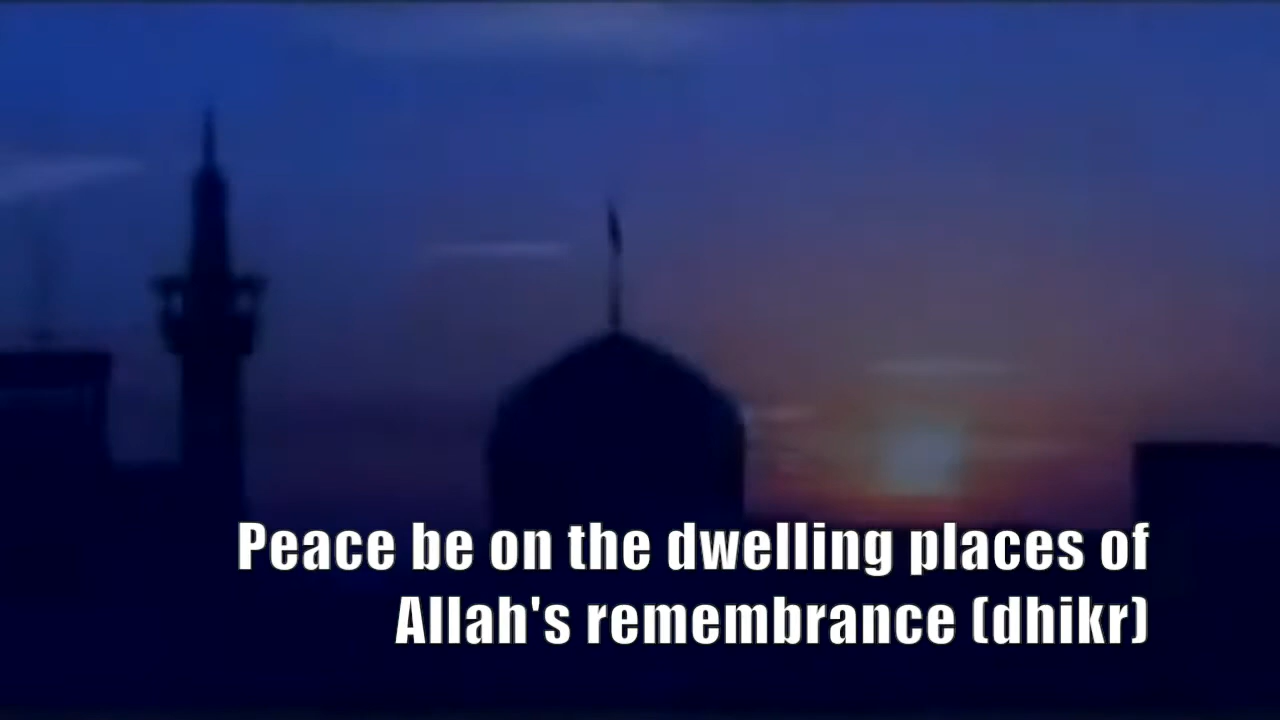 Peace be on the dwelling places of
Allah's remembrance (dhikr)